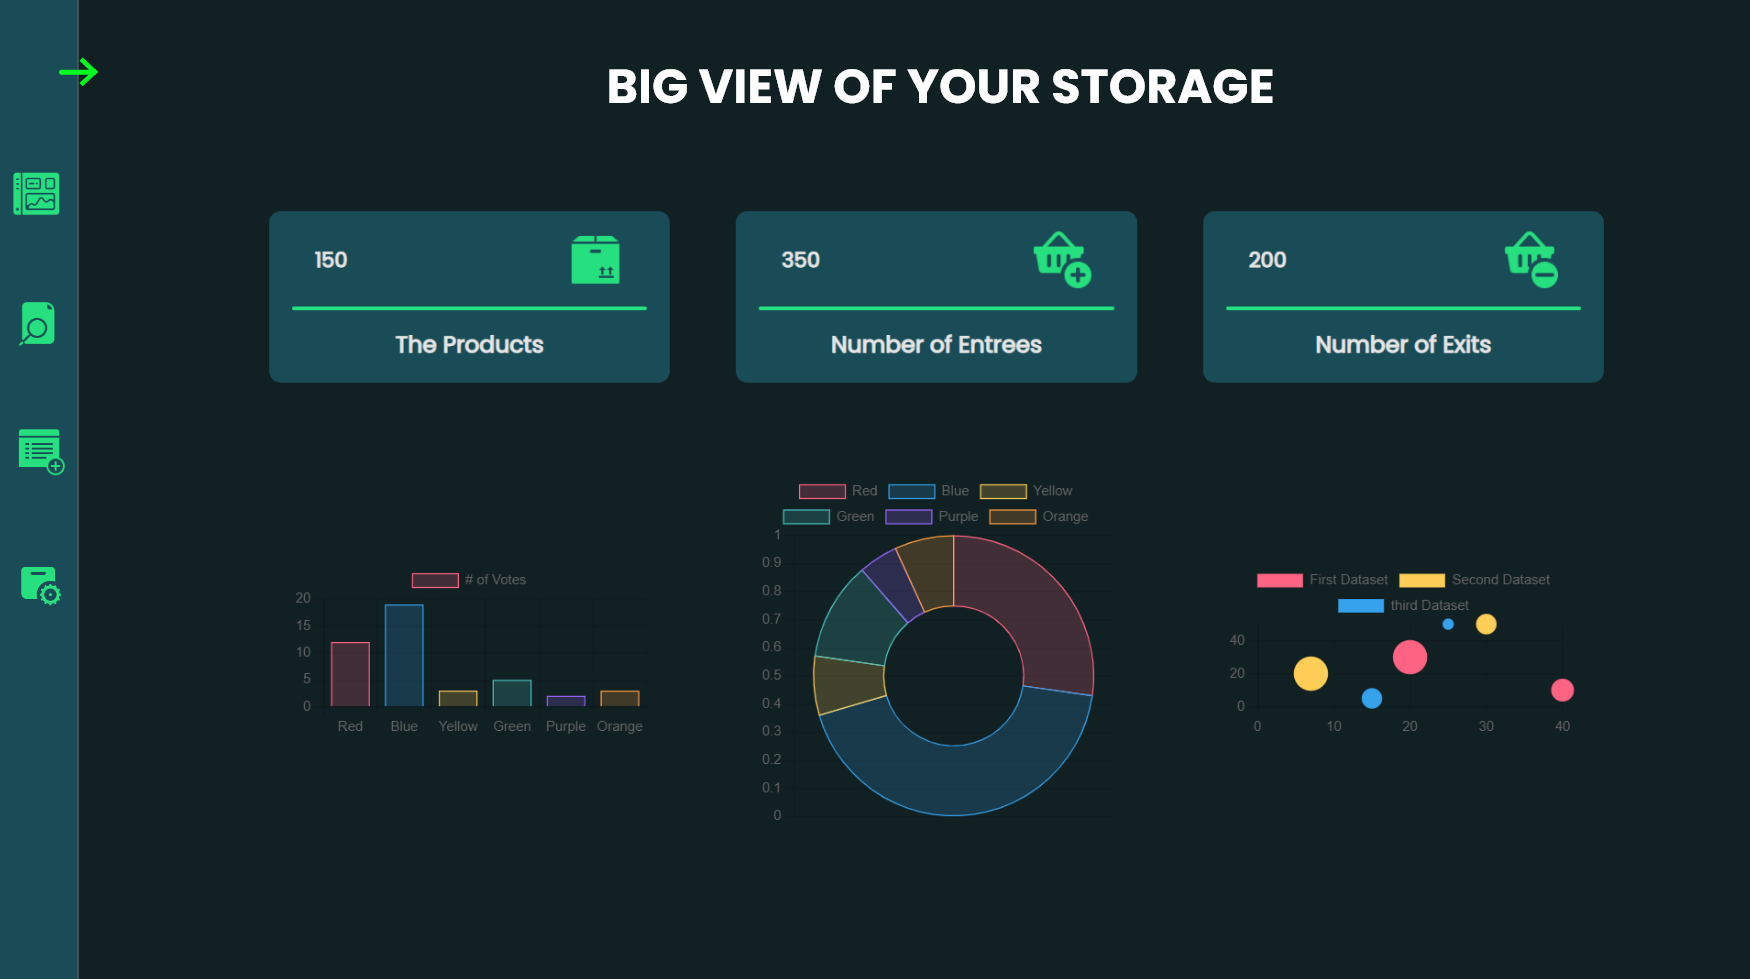 BIG VIEW OF YOUR STORAGE
150
The Products
350
Number of Entrees
200
Number of Exits
# of Votes
20
15
10
5
0
Red Blue Yellow Green Purple Orange
Red Blue Yellow
Green Purple Orange
1
0.9
0.8
0.7
0.6
0.5
0.4
0.3
0.2
0.1
0
First Dataset Second Dataset
third Dataset
40
20
0
0 10 20 30 40